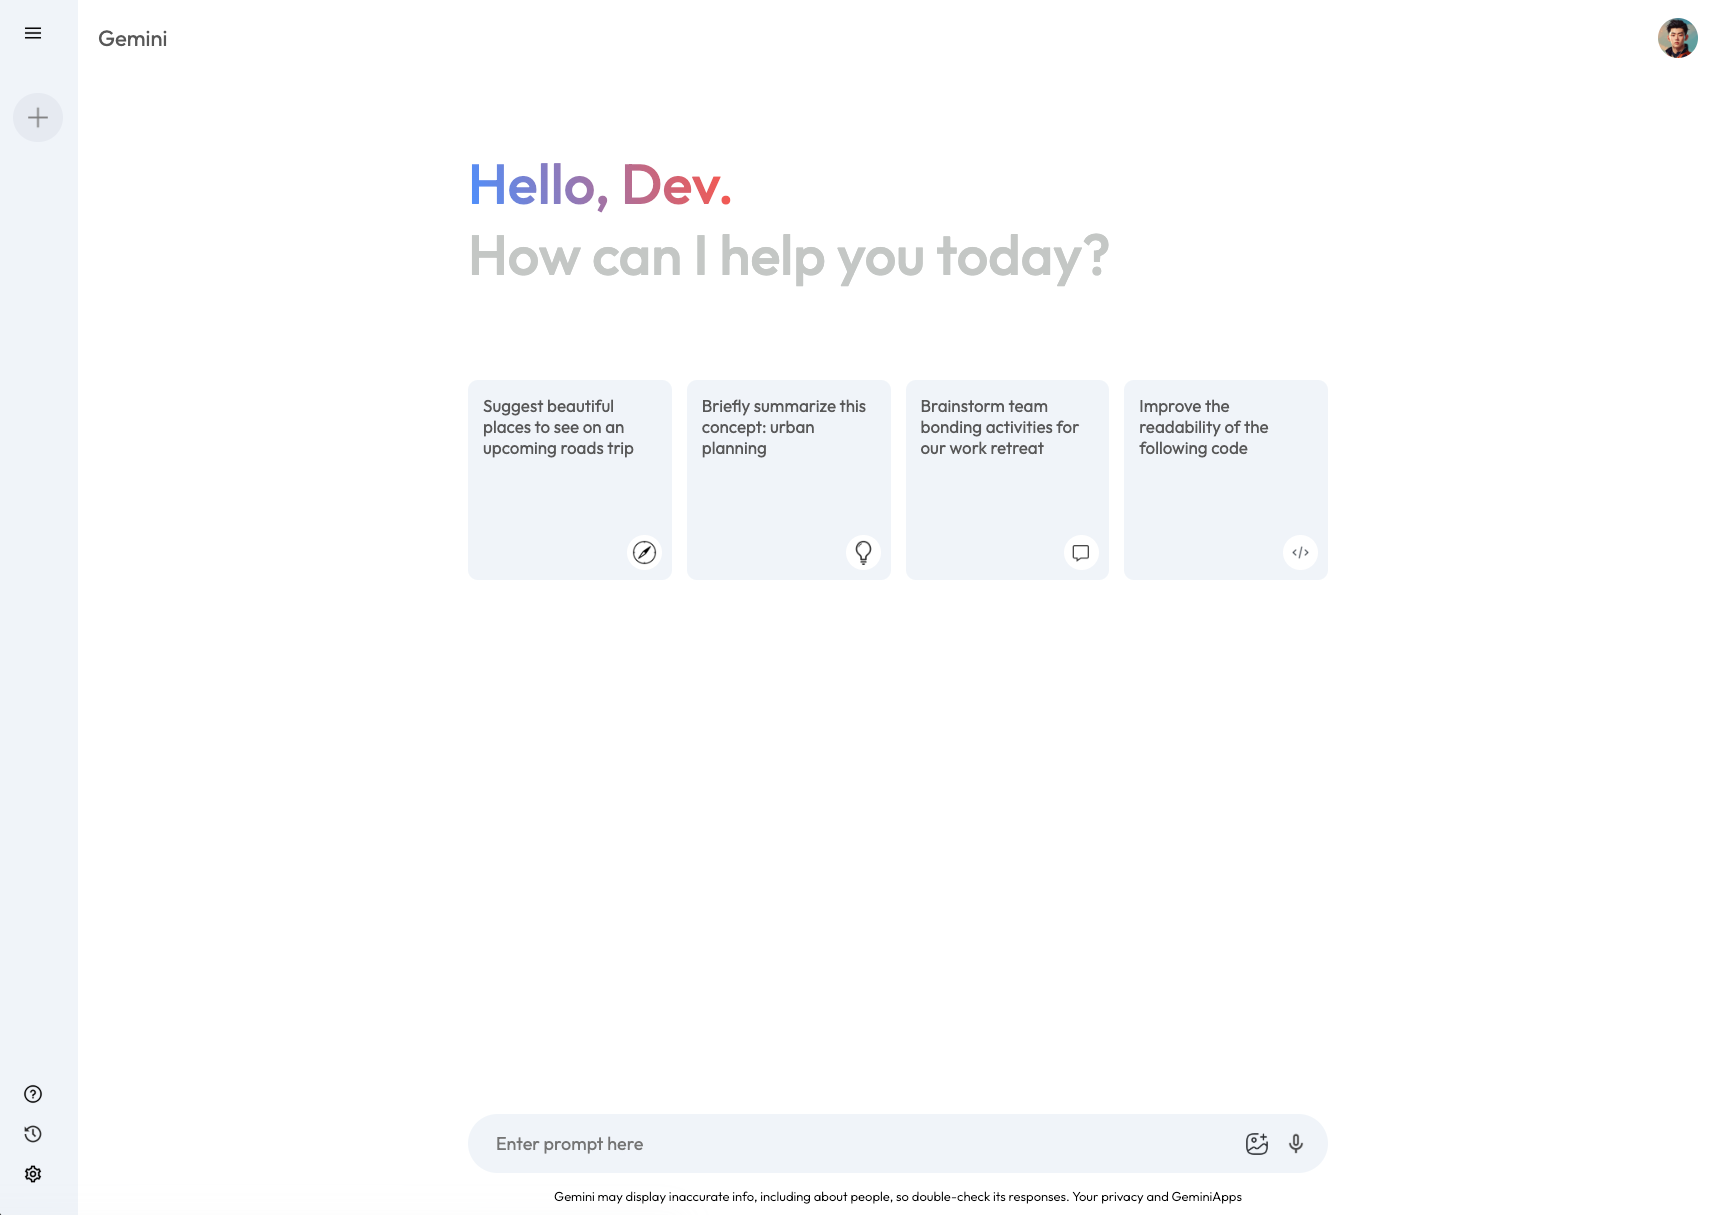 Gemini
Hello, Dev.
How can I help you today?
Suggest beautiful
places to see on an
upcoming roads trip
Briefly summarize this
concept: urban
planning
Brainstorm team
bonding activities for
our work retreat
Improve the
readability of the
following code
Enter prompt here
Gemini may display inaccurate info, including about people, so double-check its responses. Your privacy and GeminiApps